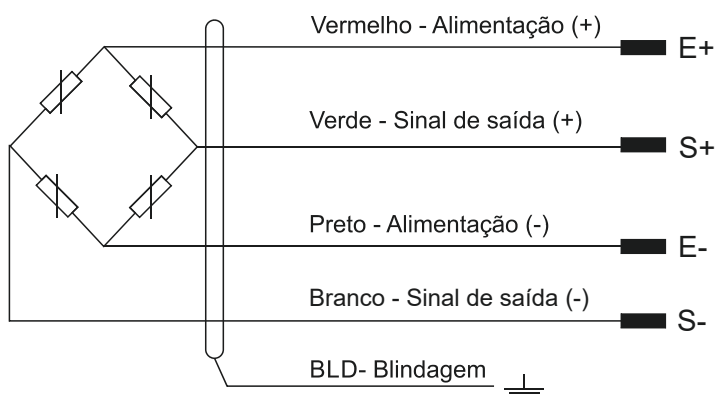 Vermelho - Alimentação (+) E+
Verde - Sinal de saída (+) S+
Preto - Alimentação (-) E-
Branco - Sinal de saída (-) S-
BLD- Blindagem